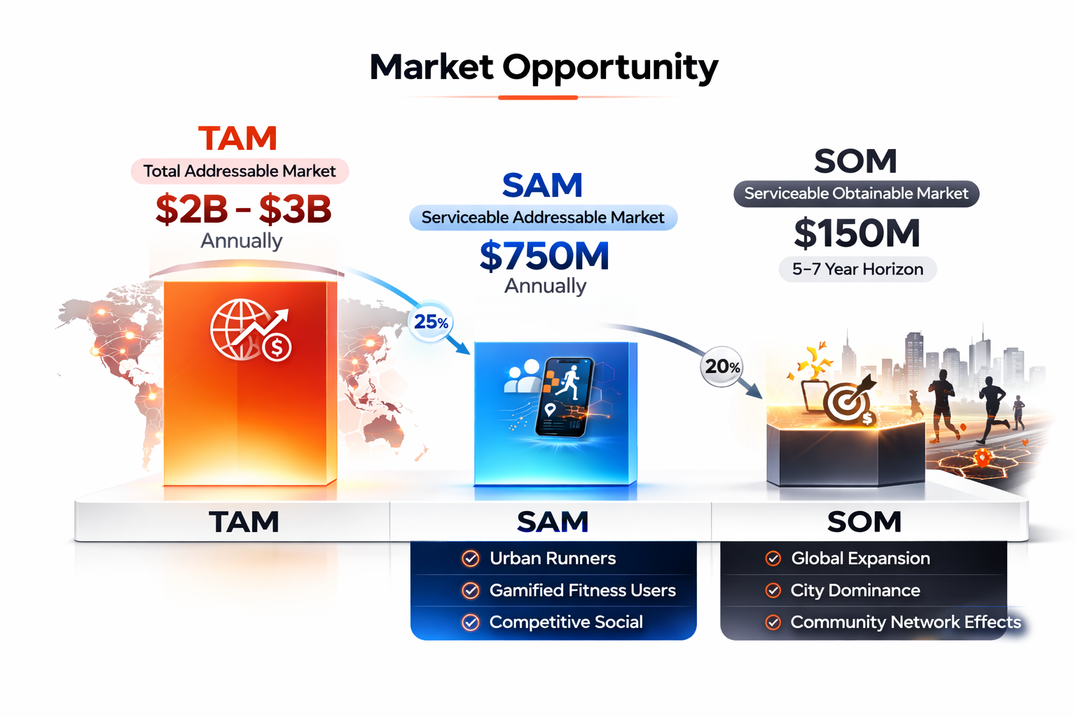 Market Opportunity
TAM
Total Addressable Market
$2B – $3B
Annually
SAM
Serviceable Addressable Market
$750M
Annually
SOM
Serviceable Obtainable Market
$150M
5–7 Year Horizon
$
25%
20%
$
TAM
SAM
SOM
Urban Runners
Gamified Fitness Users
Competitive Social
Global Expansion
City Dominance
Community Network Effects